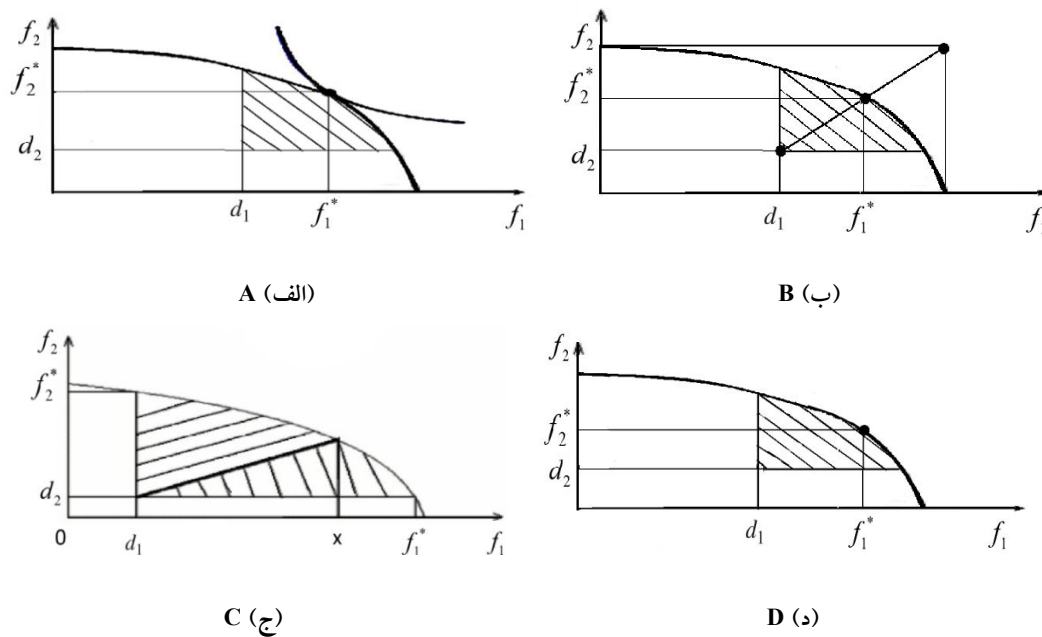 f₂
f₂*
d₂
d₁
f₁*
f₁
A (الف)
f₂
f₂*
d₂
d₁
f₁*
B (ب)
f₂
f₂*
d₂
0
d₁
x
f₁*
f₁
C (ج)
f₂
f₂*
d₂
d₁
f₁*
f₁
D (د)